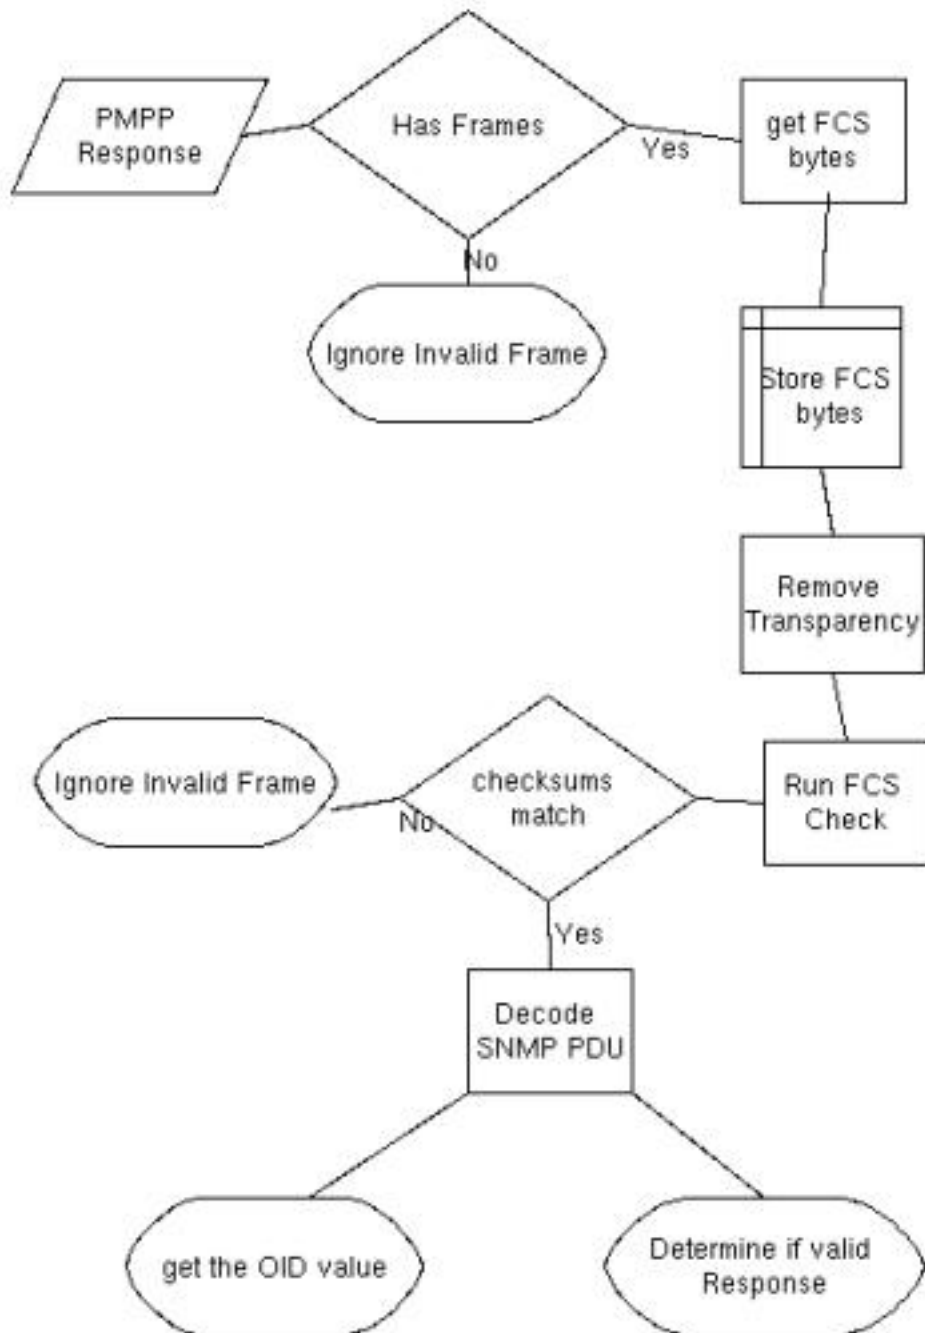 PMPP
Response
Has Frames
Yes
get FCS
bytes
No
Ignore Invalid Frame
Store FCS
bytes
Remove
Transparency
Run FCS
Check
checksums
match
No
Ignore Invalid Frame
Yes
Decode
SNMP PDU
get the OID value
Determine if valid
Response